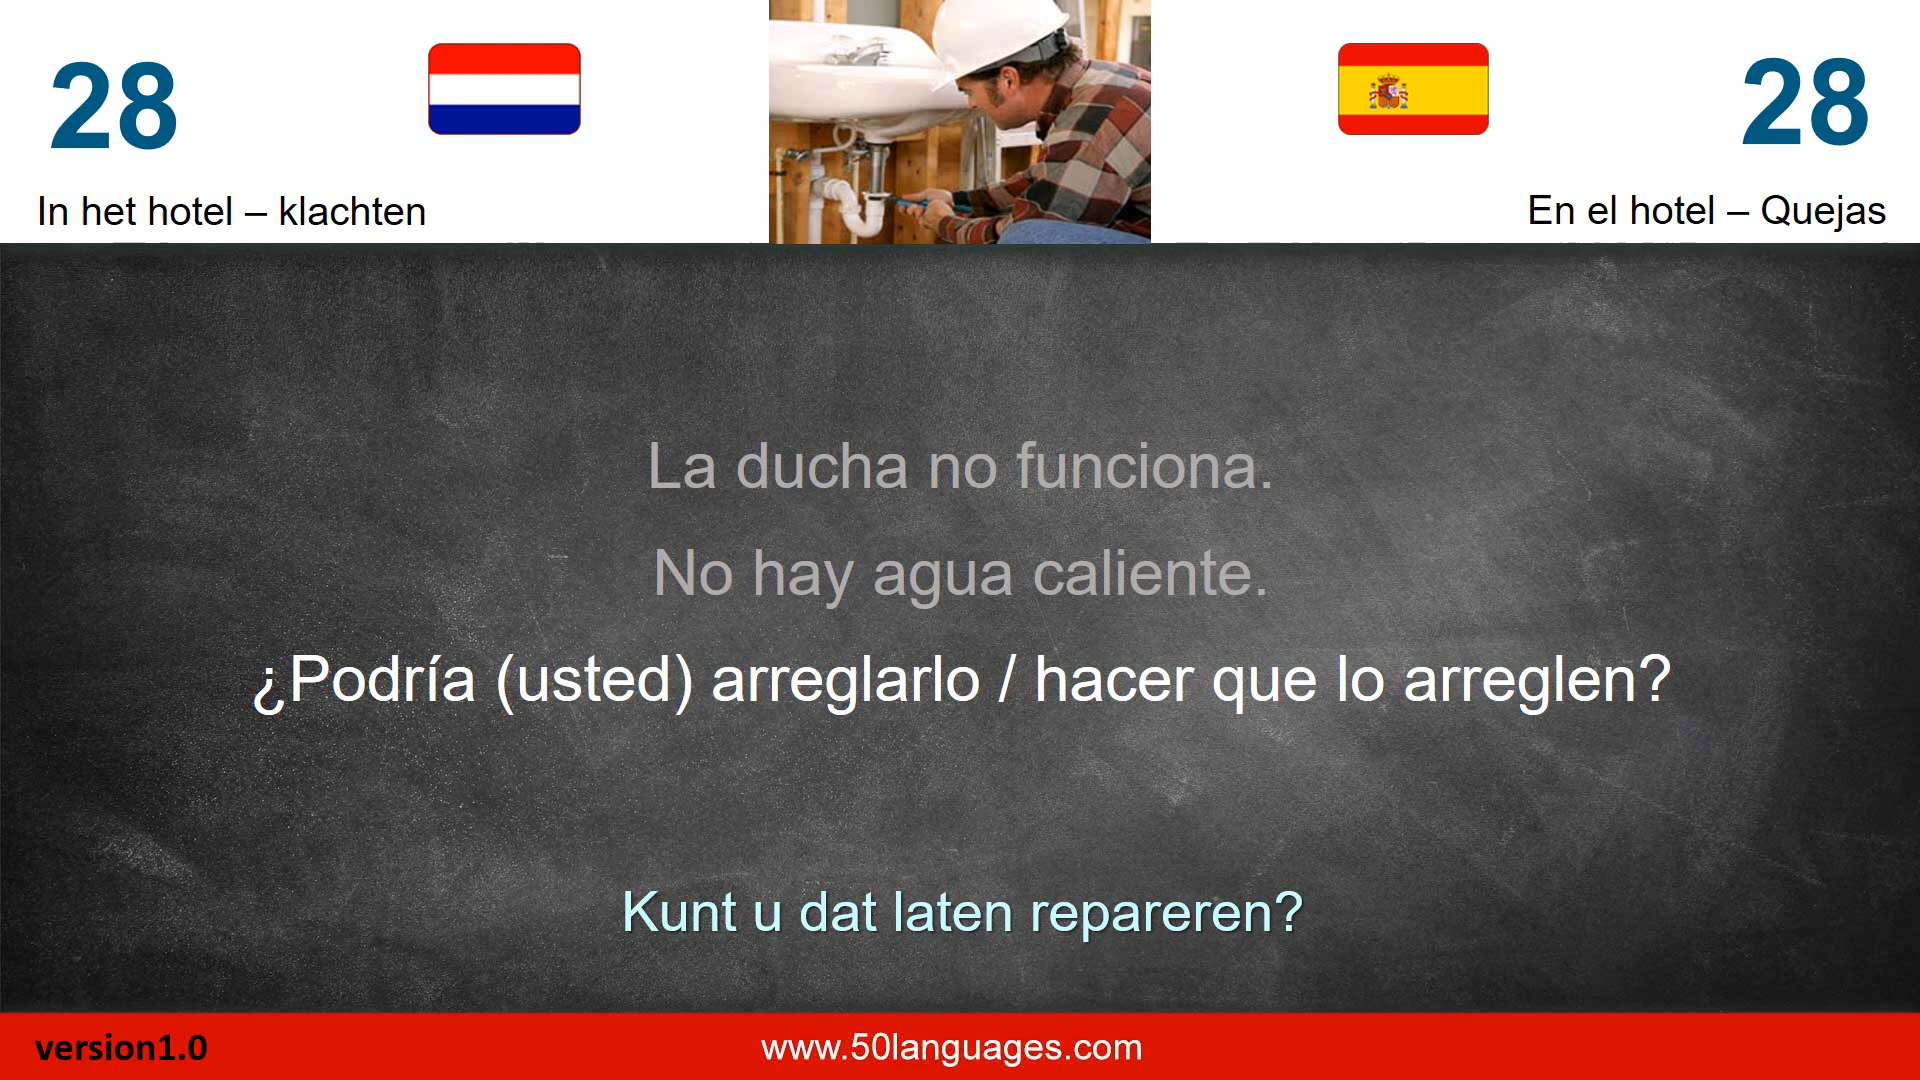 28
28
In het hotel – klachten
En el hotel – Quejas
La ducha no funciona.
No hay agua caliente.
¿Podría (usted) arreglarlo / hacer que lo arreglen?
Kunt u dat laten repareren?
version1.0
www.50languages.com